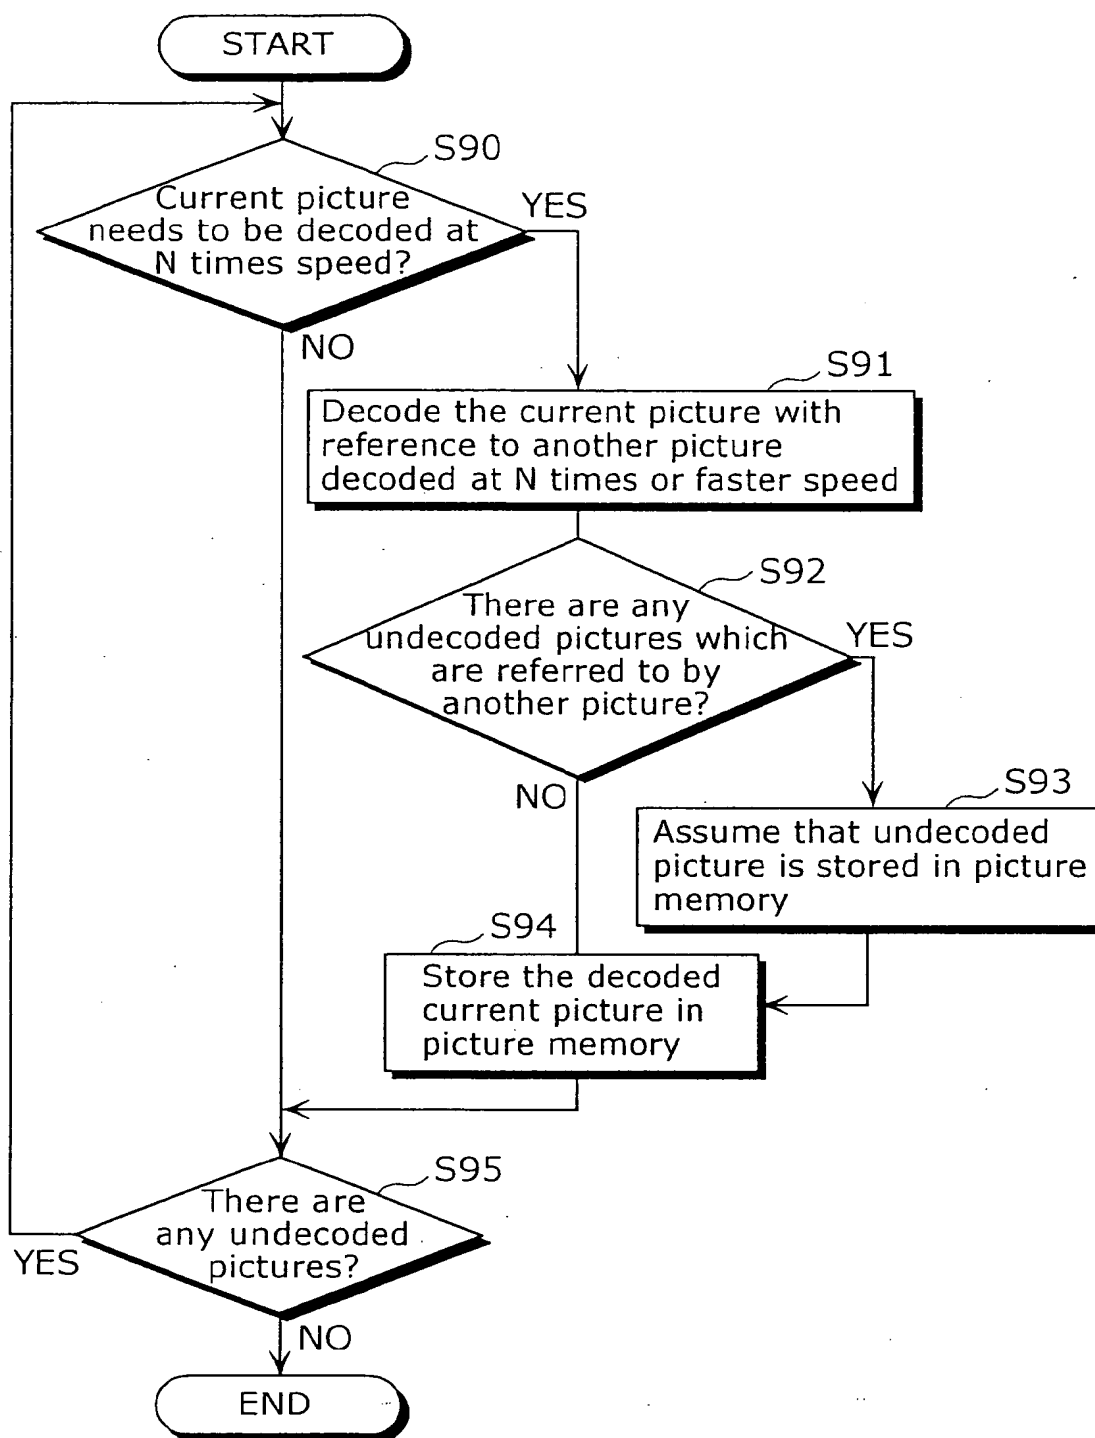 START
S90
Current picture
needs to be decoded at
N times speed?
YES
NO
S91
Decode the current picture with
reference to another picture
decoded at N times or faster speed
S92
There are any
undecoded pictures which
are referred to by
another picture?
YES
NO
S93
Assume that undecoded
picture is stored in picture
memory
S94
Store the decoded
current picture in
picture memory
S95
There are
any undecoded
pictures?
YES
NO
END